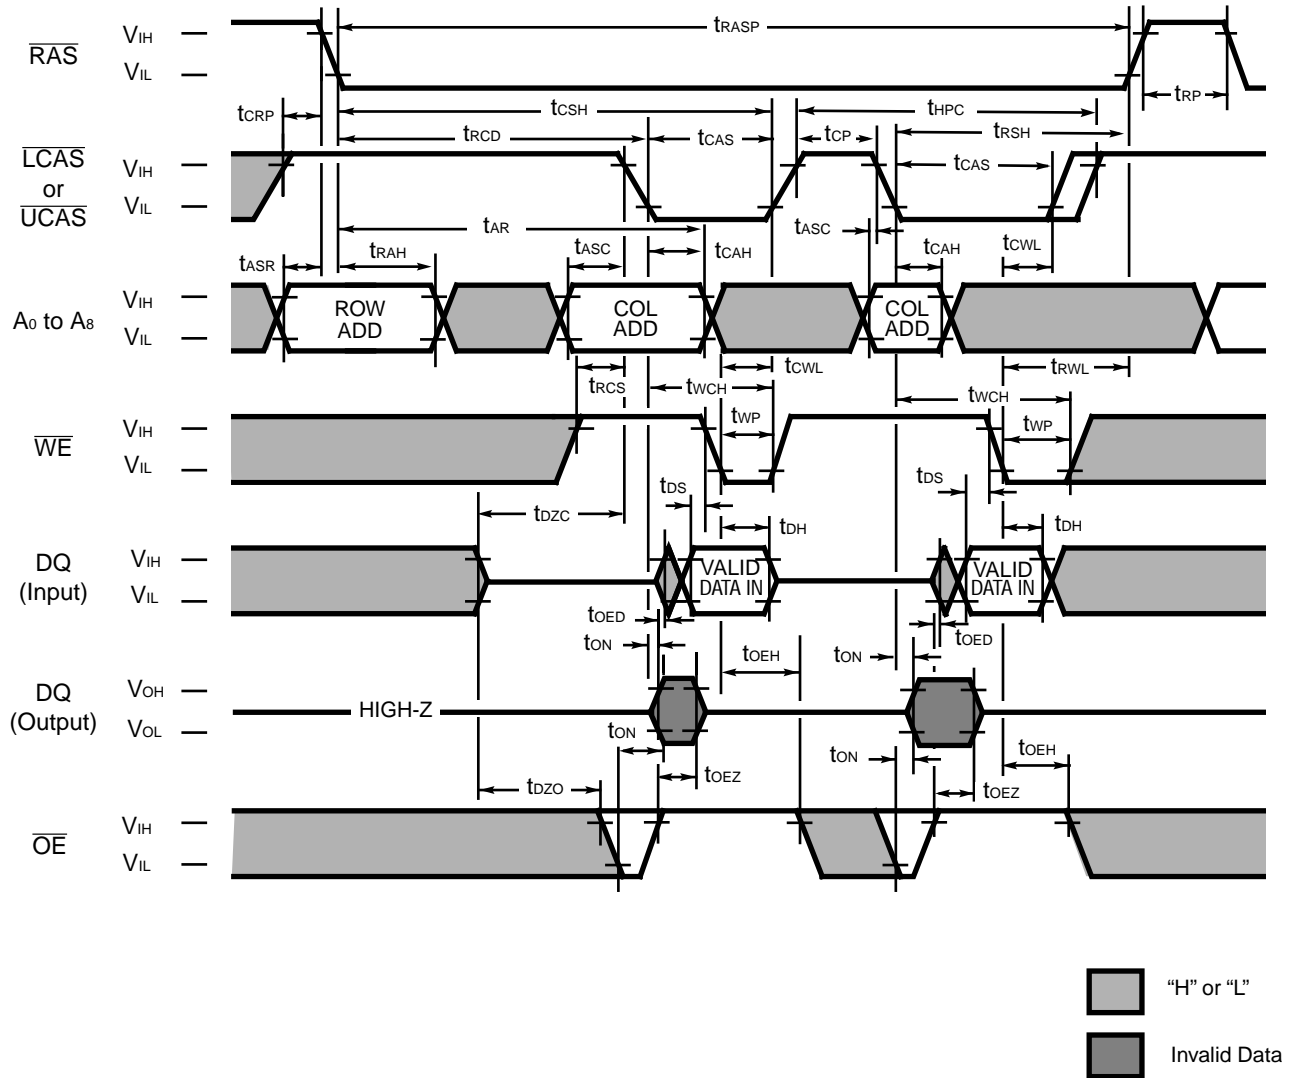 tRASP
VIH
RAS
VIL
tRP
tCRP
tCSH
tHPC
tRCD
tCAS
tCP
tRSH
LCAS
or
UCAS
VIH
VIL
tCAS
tAR
tASC
tASR
tRAH
tASC
tCAH
tCAH
tCWL
A0 to A8
VIH
VIL
ROW
ADD
COL
ADD
COL
ADD
tRCS
tWCH
tCWL
tRWL
tWCH
WE
VIH
VIL
tWP
tWP
tDZC
tDS
tDH
tDS
tDH
DQ
(Input)
VIH
VIL
VALID
DATA IN
VALID
DATA IN
tOED
tON
tOEH
tON
tOED
DQ
(Output)
VOH
VOL
HIGH-Z
tON
tOEZ
tON
tOEH
tOEZ
tDZO
OE
VIH
VIL
“H” or “L”
Invalid Data